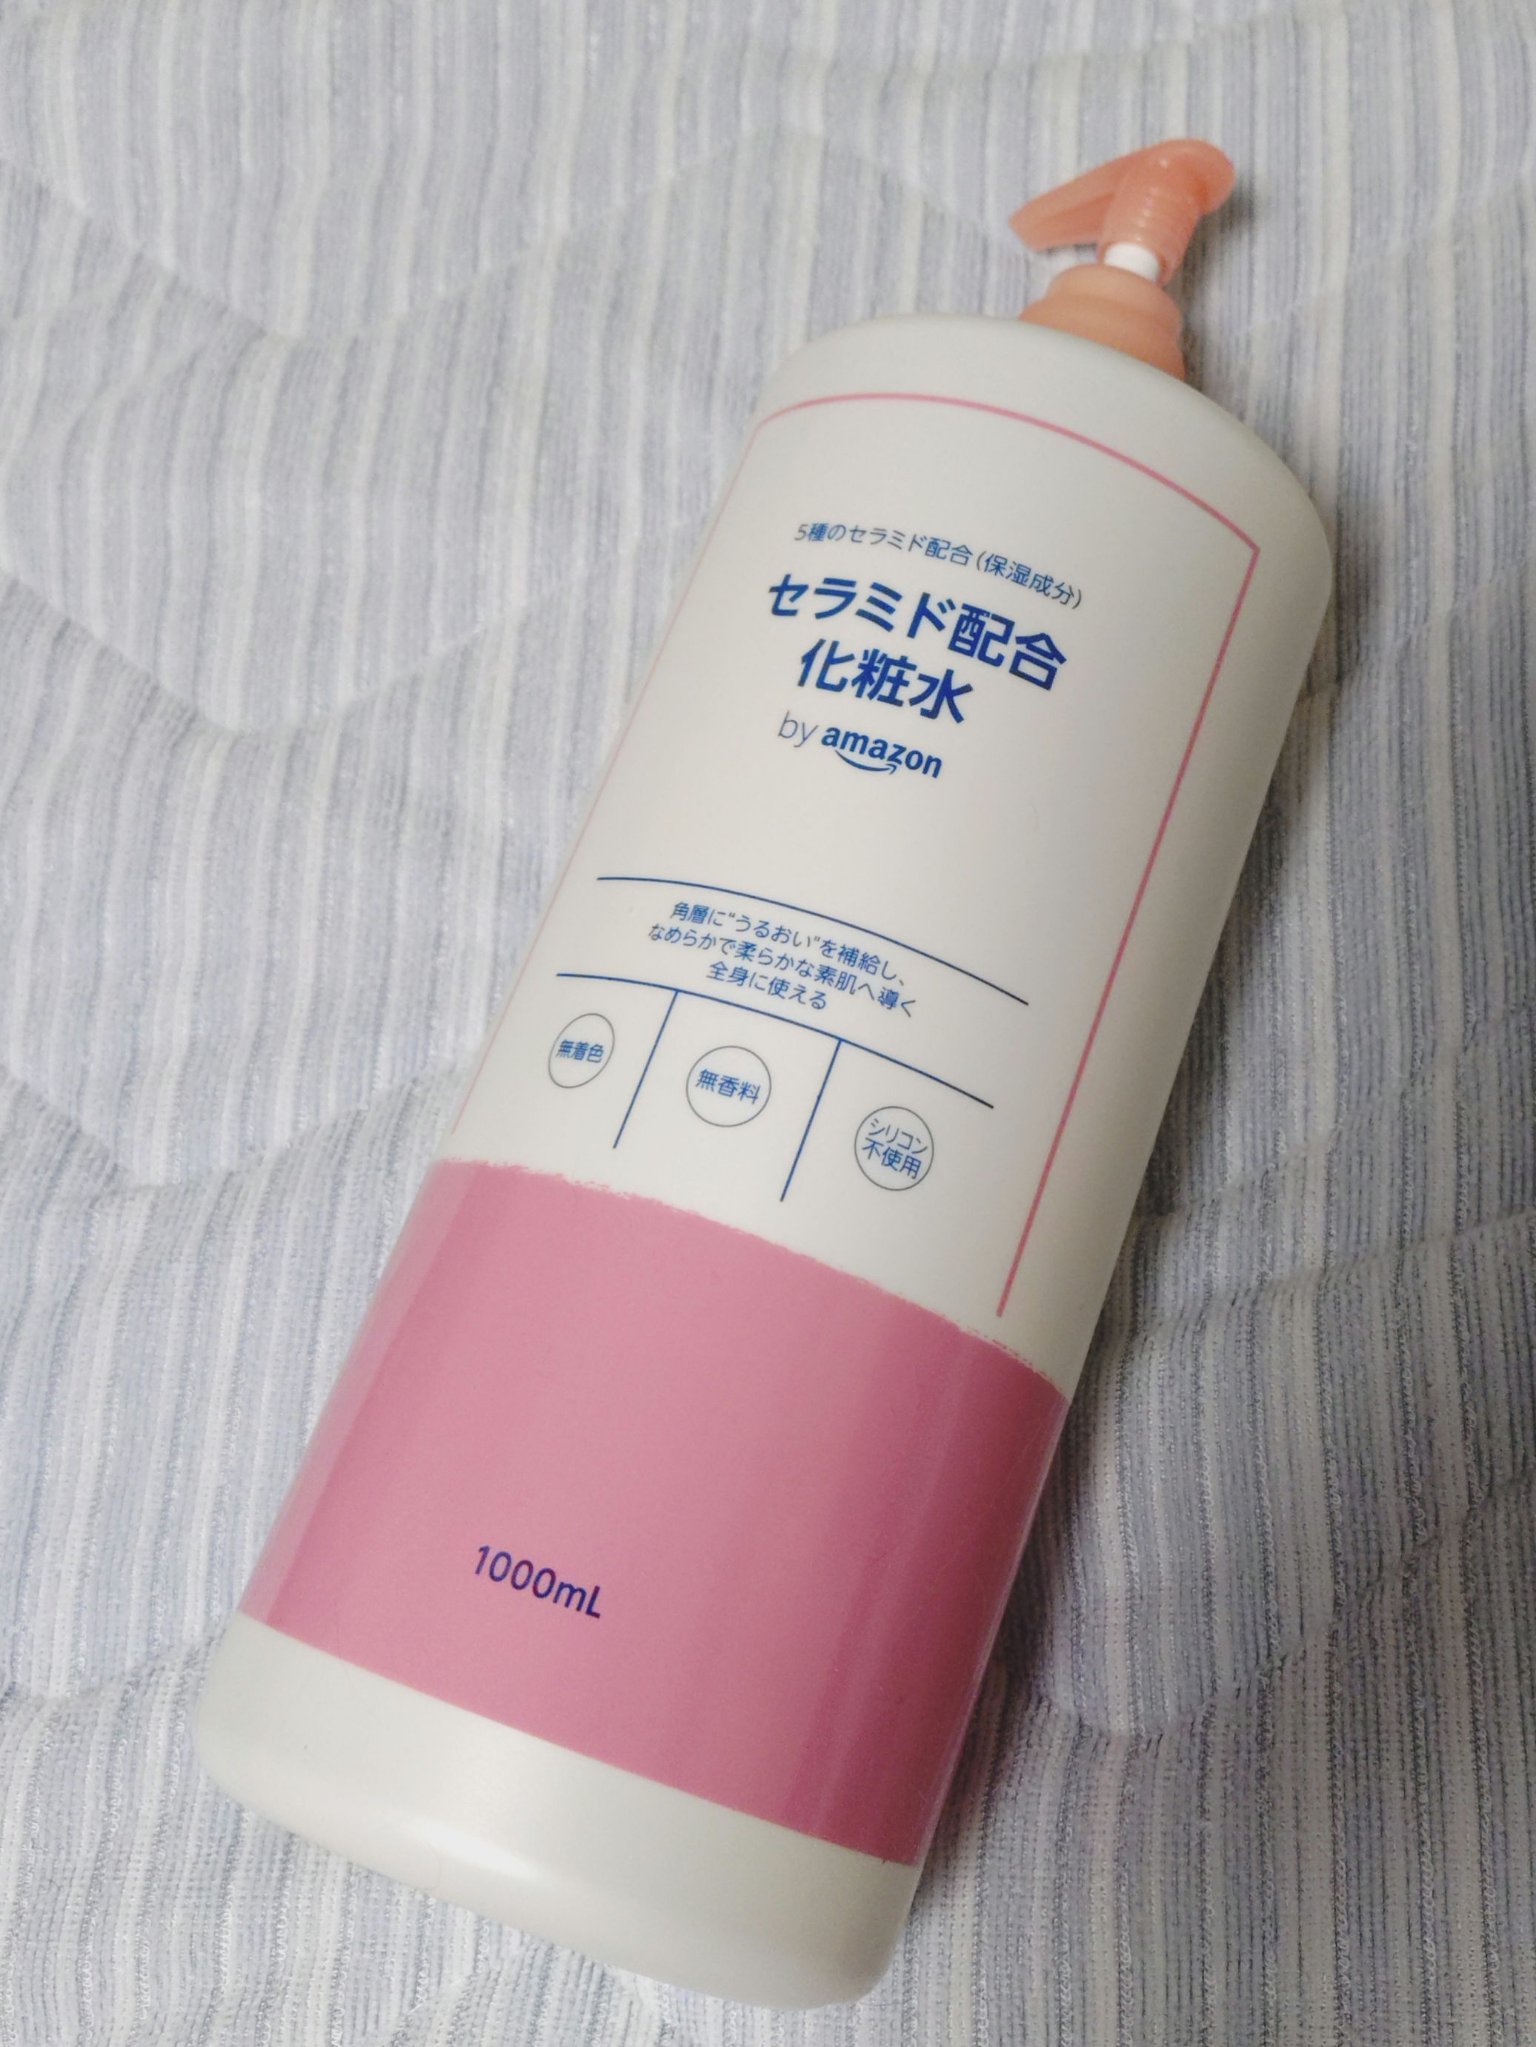 5種のセラミド配合(保湿成分)
セラミド配合
化粧水
by amazon
角層に“うるおい”を補給し、
なめらかで柔らかな素肌へ導く
全身に使える
無着色
無香料
シリコン
不使用
1000mL